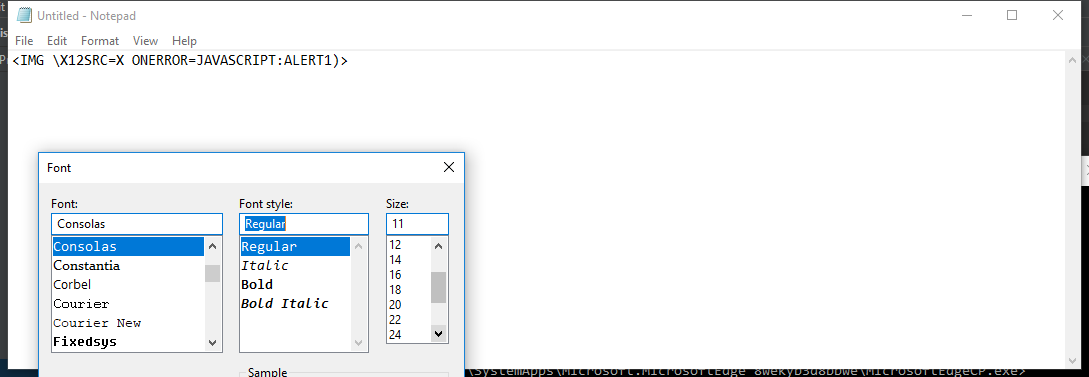 Untitled - Notepad
File Edit Format View Help
<IMG \X12SRC=X ONERROR=JAVASCRIPT:ALERT1)>
Font
Font: Font style: Size:
Consolas Regular 11
Consolas Regular 12
Constantia Italic 14
Corbel Bold 16
Courier Bold Italic 18
Courier New 20
Fixedsys 22
24
Sample
\SystemApps\Microsoft.MicrosoftEdge_8wekyb3d8bbwe\MicrosoftEdgeCP.exe>